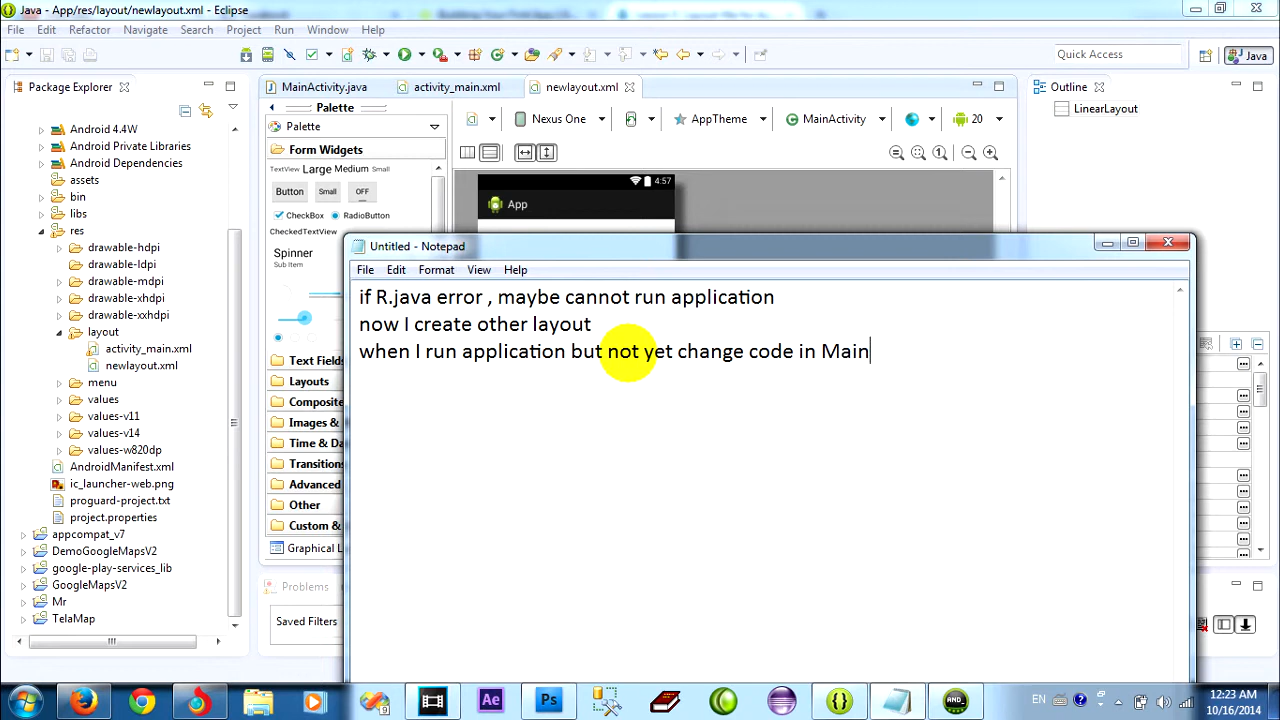 Java - App/res/layout/newlayout.xml - Eclipse
File Edit Refactor Navigate Search Project Run Window Help
Quick Access
Java
Package Explorer
MainActivity.java activity_main.xml newlayout.xml
Outline
LinearLayout
Palette
Palette
Nexus One AppTheme MainActivity 20
Form Widgets
TextView Large Medium Small
Button Small OFF
CheckBox RadioButton
CheckedTextView
Spinner
Sub Item
4:57
App
Android 4.4W
Android Private Libraries
Android Dependencies
assets
bin
libs
res
drawable-hdpi
drawable-ldpi
drawable-mdpi
drawable-xhdpi
drawable-xxhdpi
layout
activity_main.xml
newlayout.xml
menu
values
values-v11
values-v14
values-w820dp
AndroidManifest.xml
ic_launcher-web.png
proguard-project.txt
project.properties
appcompat_v7
DemoGoogleMapsV2
google-play-services_lib
GoogleMapsV2
Mr
TelaMap
Text Fields
Layouts
Composite
Images &
Time & Da
Transitions
Advanced
Other
Custom &
Graphical L
Problems
Saved Filters
Untitled - Notepad
File Edit Format View Help
if R.java error , maybe cannot run application
now I create other layout
when I run application but not yet change code in Main
Ae Ps AND
EN
12:23 AM
10/16/2014